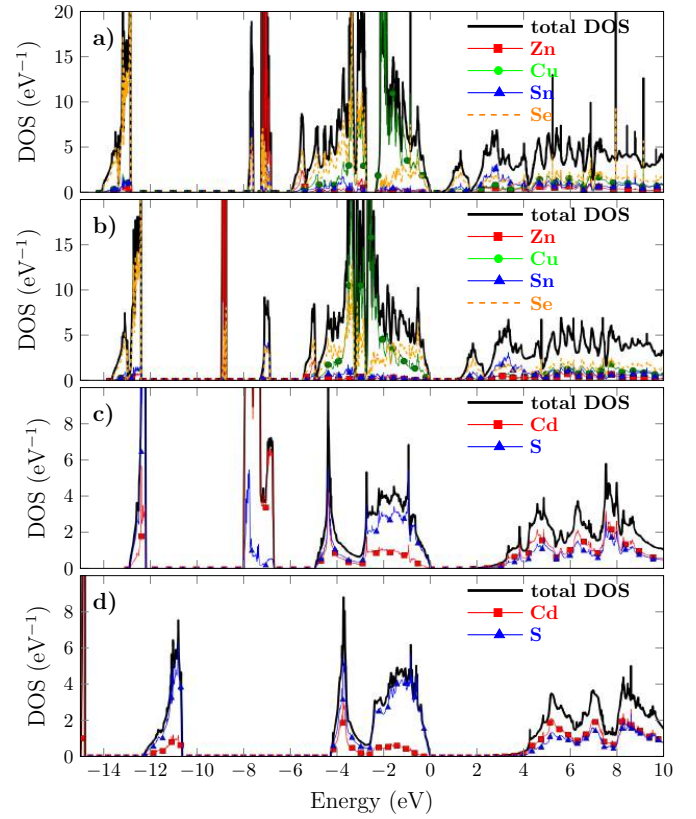 20
15
10
5
0
DOS (eV⁻¹)
a)
total DOS
Zn
Cu
Sn
Se
15
10
5
0
DOS (eV⁻¹)
b)
total DOS
Zn
Cu
Sn
Se
8
6
4
2
0
DOS (eV⁻¹)
c)
total DOS
Cd
S
8
6
4
2
0
DOS (eV⁻¹)
d)
total DOS
Cd
S
−14 −12 −10 −8 −6 −4 −2 0 2 4 6 8 10
Energy (eV)